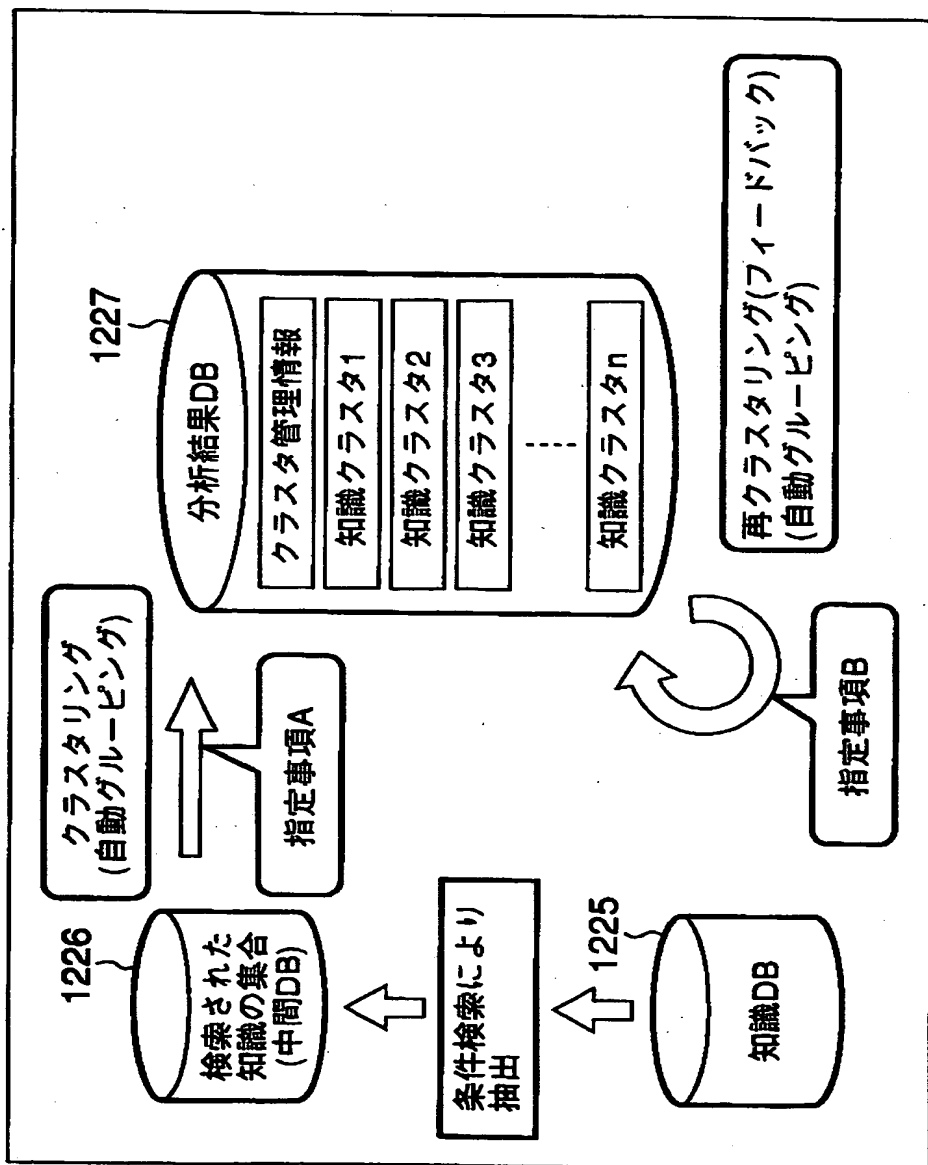 1226
検索された
知識の集合
(中間DB)
クラスタリング
(自動グルーピング)
指定事項A
条件検索により
抽出
1225
知識DB
1227
分析結果DB
クラスタ管理情報
知識クラスタ1
知識クラスタ2
知識クラスタ3
知識クラスタn
指定事項B
再クラスタリング(フィードバック)
(自動グルーピング)